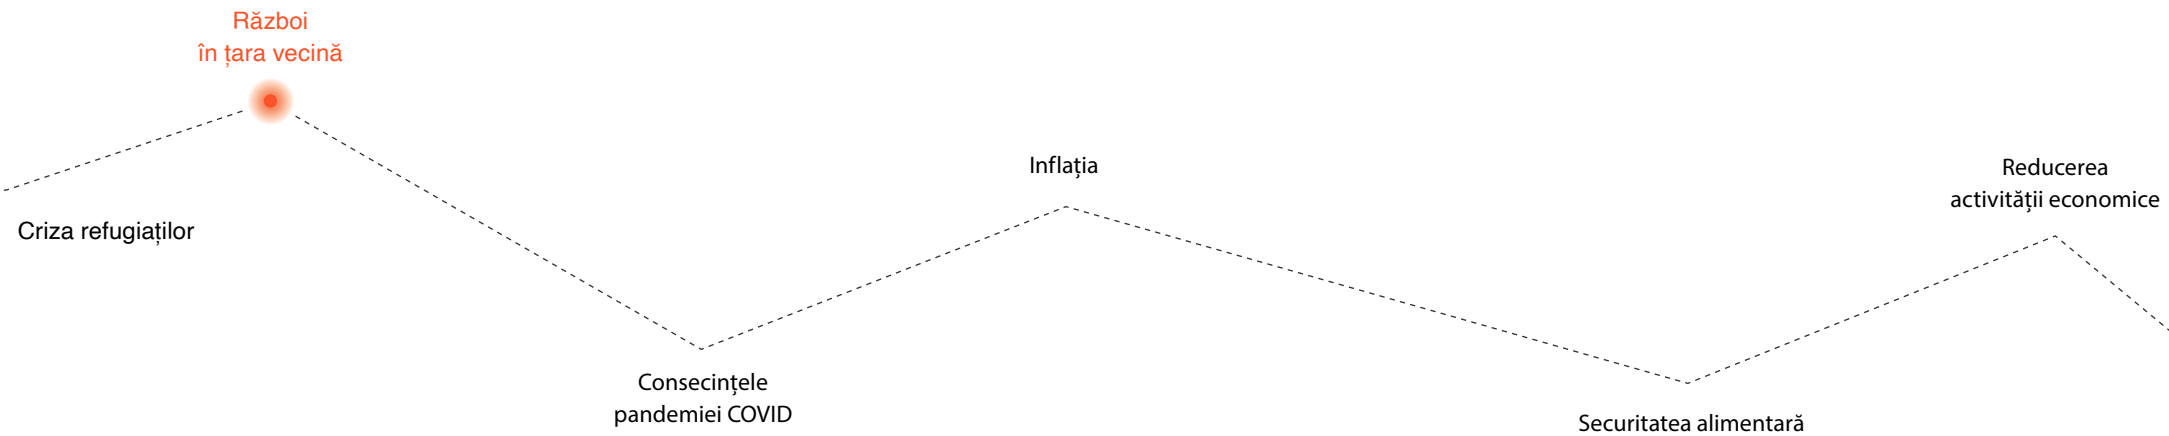 Război
în țara vecină
Criza refugiaților
Consecințele
pandemiei COVID
Inflația
Securitatea alimentară
Reducerea
activității economice